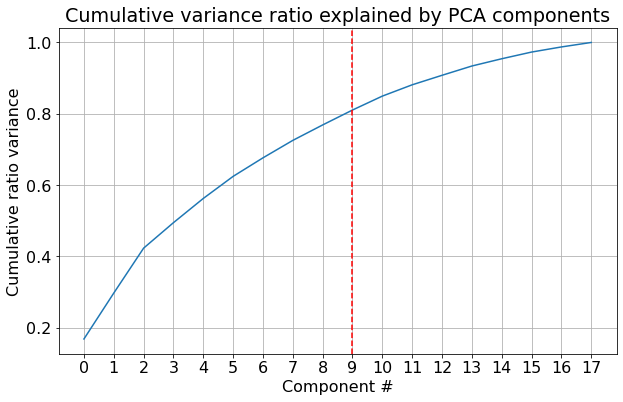 Cumulative variance ratio explained by PCA components
Cumulative ratio variance
1.0
0.8
0.6
0.4
0.2
0 1 2 3 4 5 6 7 8 9 10 11 12 13 14 15 16 17
Component #